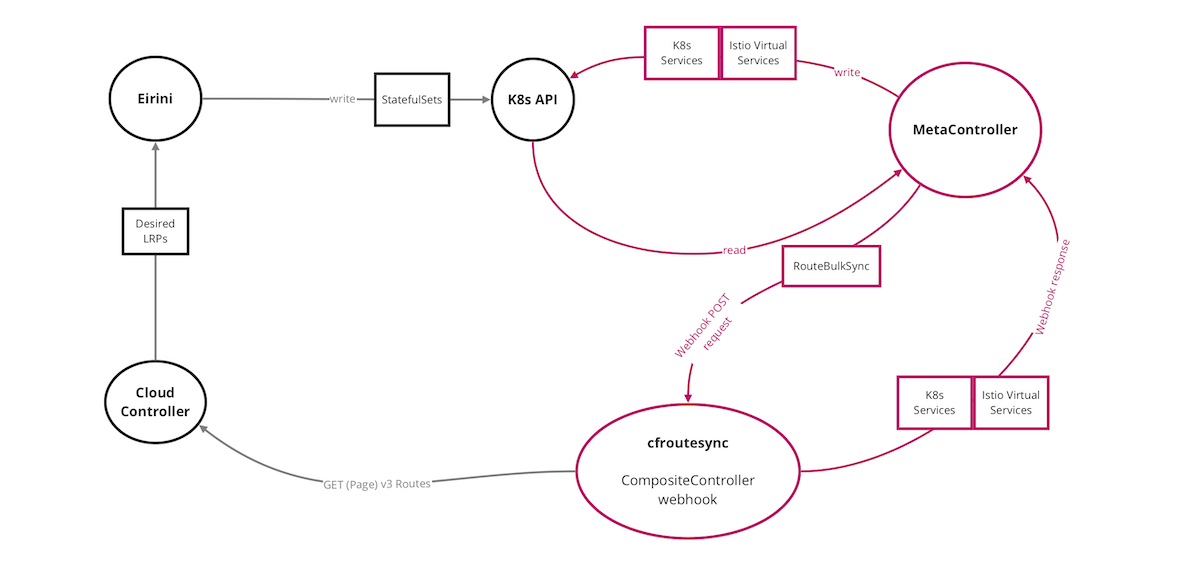 K8s
Services
Istio Virtual
Services
write
Eirini
write
StatefulSets
K8s API
MetaController
Desired
LRPs
read
RouteBulkSync
Webhook POST
request
Webhook response
Cloud
Controller
K8s
Services
Istio Virtual
Services
cfroutesync
CompositeController
webhook
GET (Page) v3 Routes